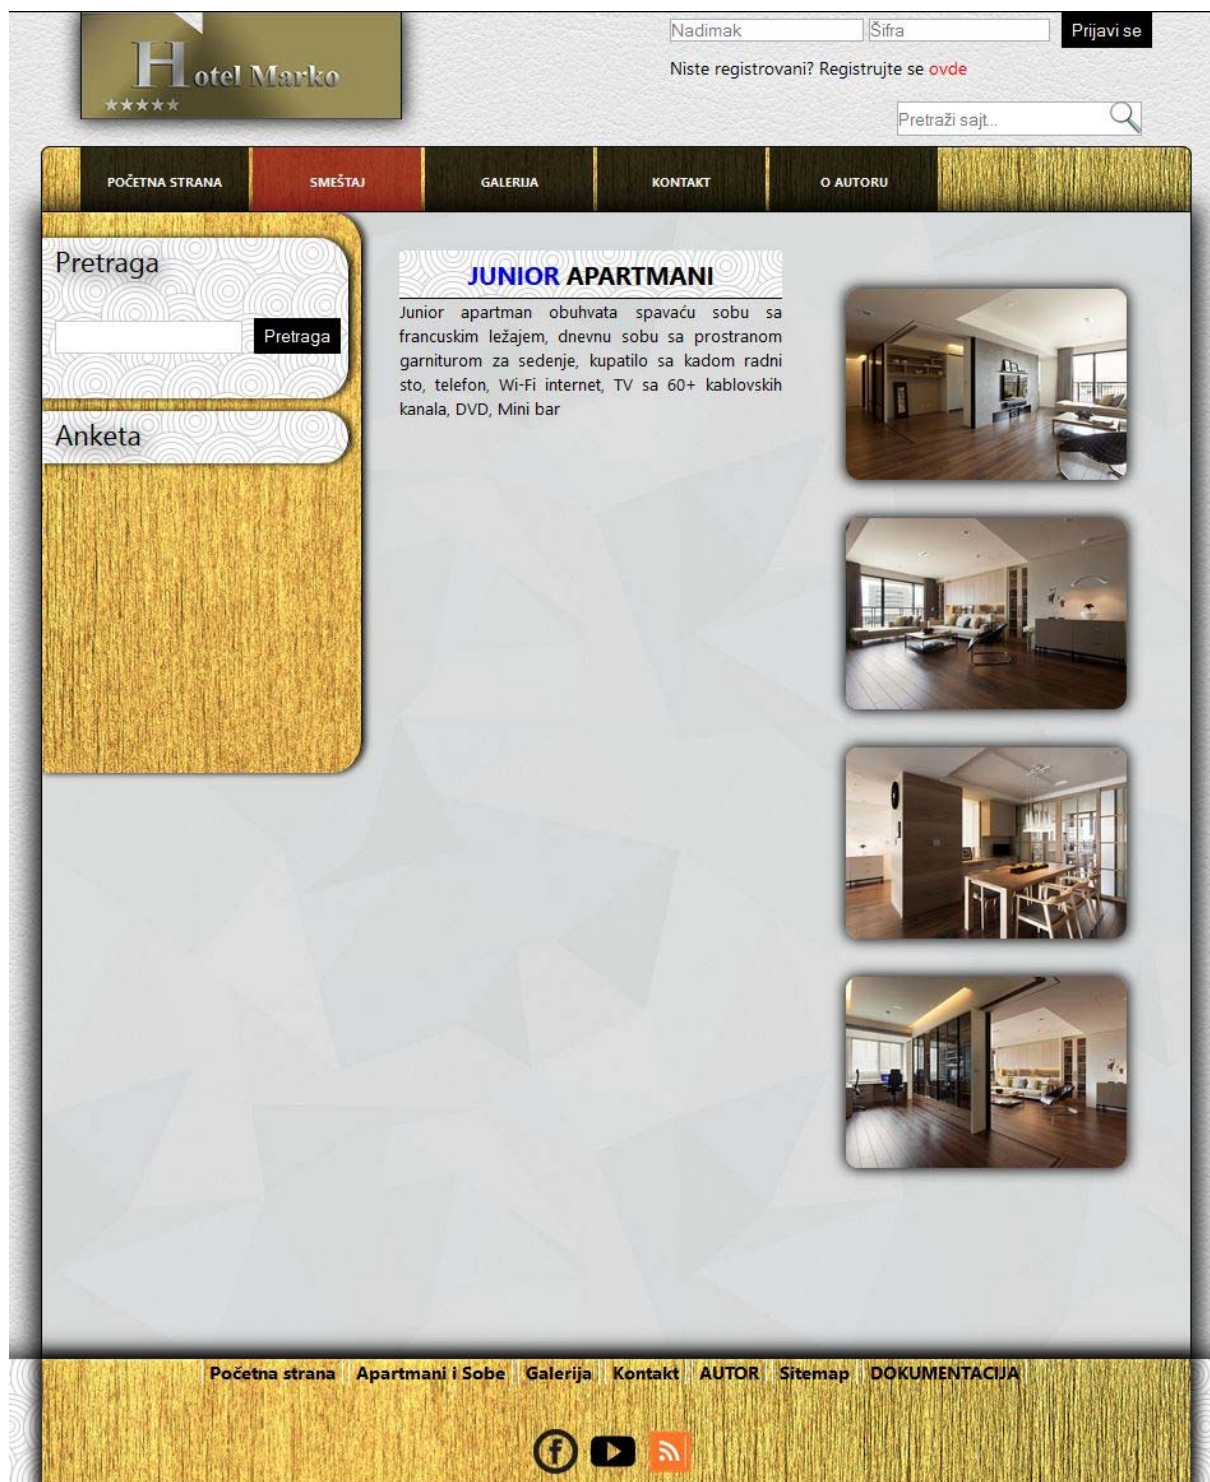 Hotel Marko
Nadimak
Šifra
Prijavi se
Niste registrovani? Registrujte se ovde
Pretraži sajt...
POČETNA STRANA
SMEŠTAJ
GALERIJA
KONTAKT
O AUTORU
Pretraga
Pretraga
Anketa
JUNIOR APARTMANI
Junior apartman obuhvata spavaću sobu sa
francuskim ležajem, dnevnu sobu sa prostranom
garniturom za sedenje, kupatilo sa kadom radni
sto, telefon, Wi-Fi internet, TV sa 60+ kablovskih
kanala, DVD, Mini bar
Početna strana Apartmani i Sobe Galerija Kontakt AUTOR Sitemap DOKUMENTACIJA